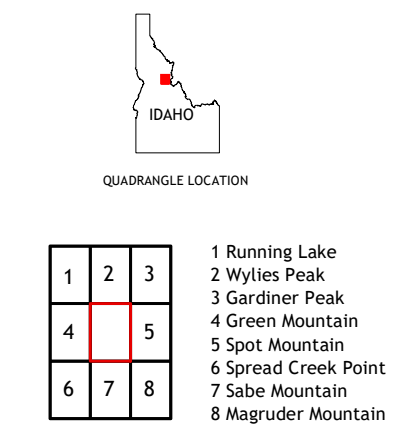 IDAHO
QUADRANGLE LOCATION
1 2 3
4 5
6 7 8
1 Running Lake
2 Wylies Peak
3 Gardiner Peak
4 Green Mountain
5 Spot Mountain
6 Spread Creek Point
7 Sabe Mountain
8 Magruder Mountain